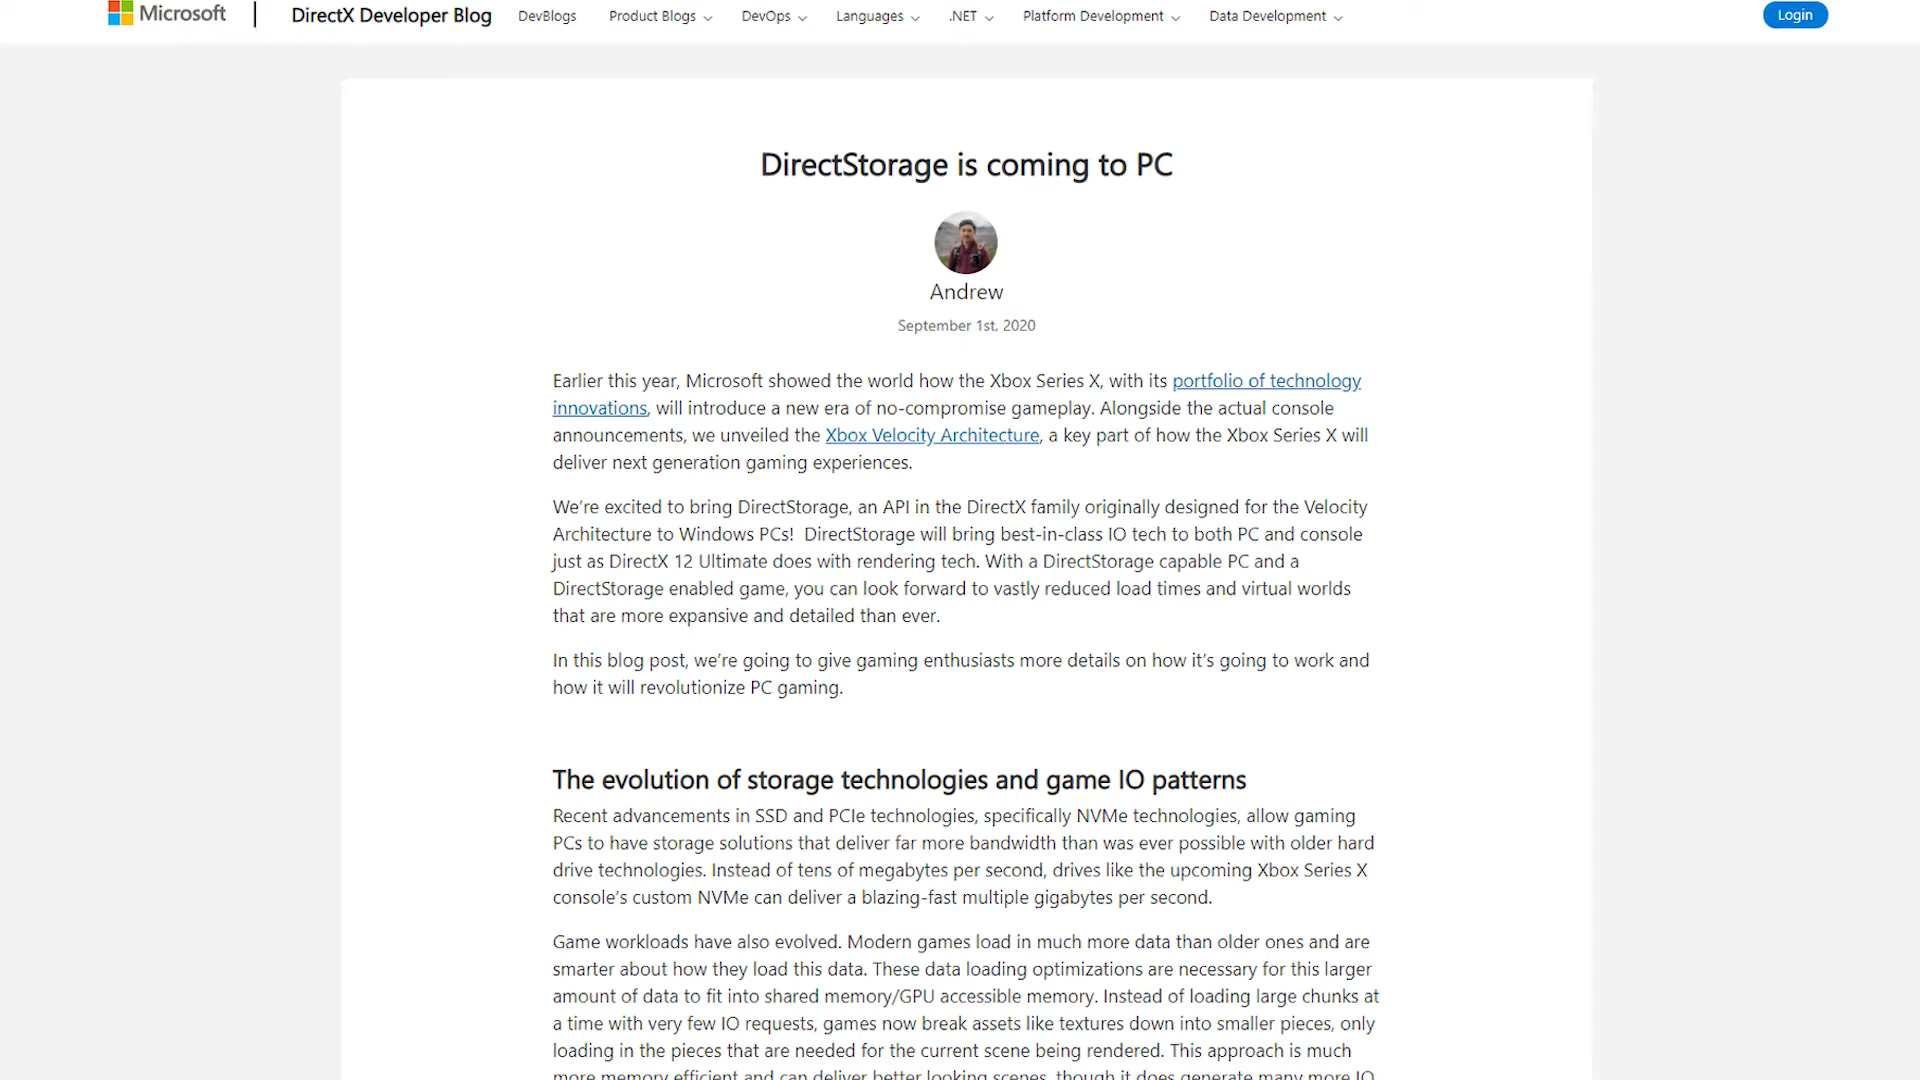 Microsoft
DirectX Developer Blog DevBlogs Product Blogs DevOps Languages .NET Platform Development Data Development Login
DirectStorage is coming to PC
Andrew
September 1st, 2020
Earlier this year, Microsoft showed the world how the Xbox Series X, with its portfolio of technology
innovations, will introduce a new era of no-compromise gameplay. Alongside the actual console
announcements, we unveiled the Xbox Velocity Architecture, a key part of how the Xbox Series X will
deliver next generation gaming experiences.
We're excited to bring DirectStorage, an API in the DirectX family originally designed for the Velocity
Architecture to Windows PCs! DirectStorage will bring best-in-class IO tech to both PC and console
just as DirectX 12 Ultimate does with rendering tech. With a DirectStorage capable PC and a
DirectStorage enabled game, you can look forward to vastly reduced load times and virtual worlds
that are more expansive and detailed than ever.
In this blog post, we're going to give gaming enthusiasts more details on how it's going to work and
how it will revolutionize PC gaming.
The evolution of storage technologies and game IO patterns
Recent advancements in SSD and PCIe technologies, specifically NVMe technologies, allow gaming
PCs to have storage solutions that deliver far more bandwidth than was ever possible with older hard
drive technologies. Instead of tens of megabytes per second, drives like the upcoming Xbox Series X
console's custom NVMe can deliver a blazing-fast multiple gigabytes per second.
Game workloads have also evolved. Modern games load in much more data than older ones and are
smarter about how they load this data. These data loading optimizations are necessary for this larger
amount of data to fit into shared memory/GPU accessible memory. Instead of loading large chunks at
a time with very few IO requests, games now break assets like textures down into smaller pieces, only
loading in the pieces that are needed for the current scene being rendered. This approach is much
more memory efficient and can deliver better looking scenes, though it does generate many more IO